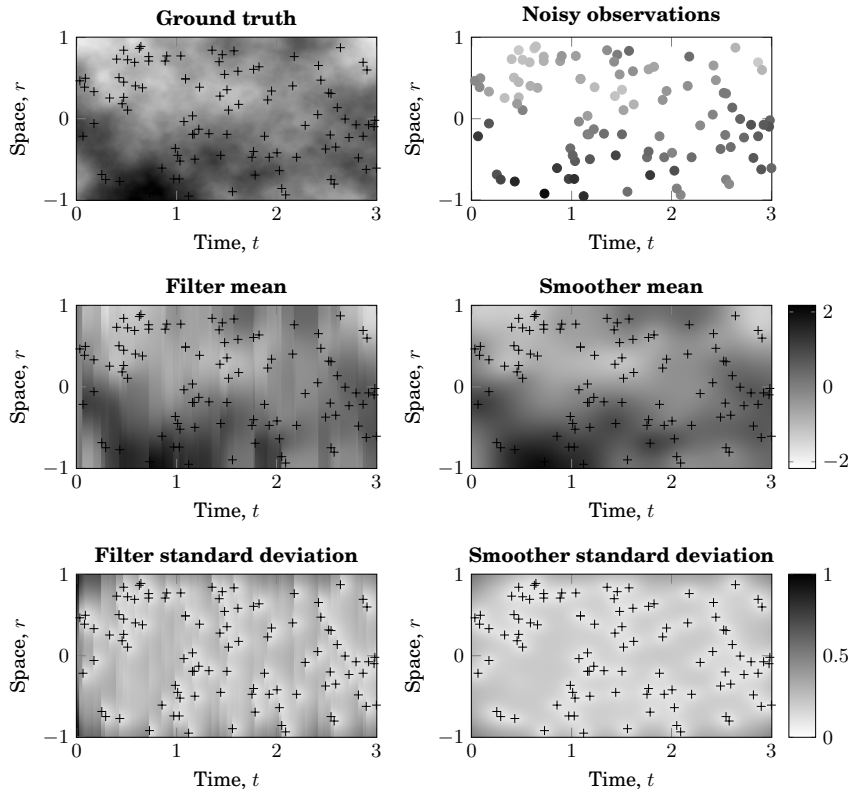 Ground truth
Noisy observations
1
0
−1
Space, r
0
1
2
3
Time, t
1
0
−1
Space, r
0
1
2
3
Time, t
Filter mean
Smoother mean
1
0
−1
Space, r
0
1
2
3
Time, t
1
0
−1
Space, r
0
1
2
3
Time, t
2
0
−2
Filter standard deviation
Smoother standard deviation
1
0
−1
Space, r
0
1
2
3
Time, t
1
0
−1
Space, r
0
1
2
3
Time, t
1
0.5
0